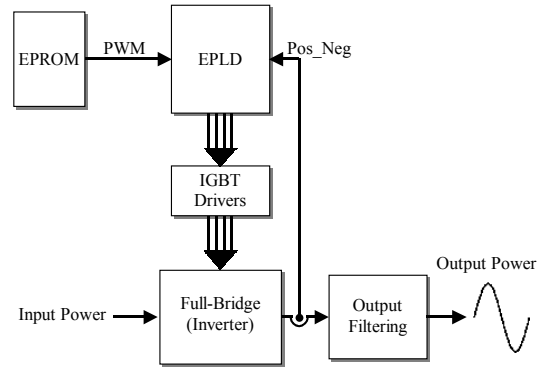 EPROM
PWM
EPLD
Pos_Neg
IGBT
Drivers
Input Power
Full-Bridge
(Inverter)
Output
Filtering
Output Power